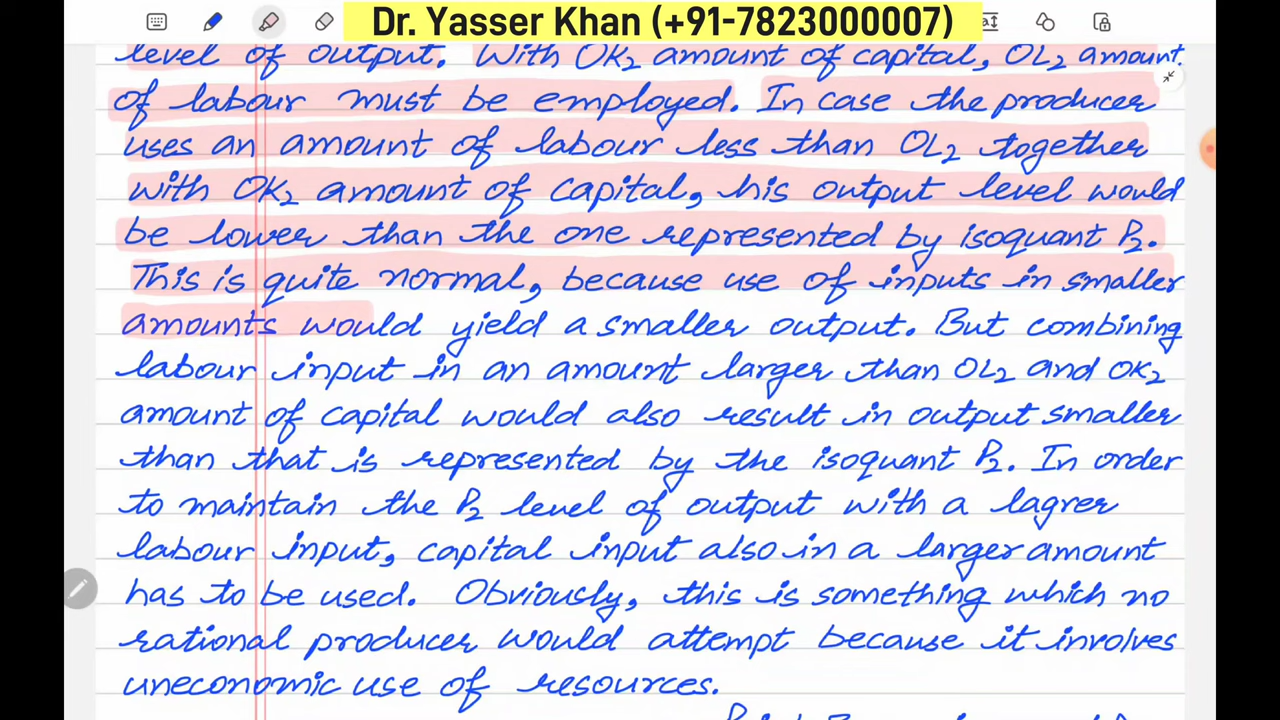 Dr. Yasser Khan (+91-7823000007)
level of output. With OK2 amount of capital, OL2 amount
of labour must be employed. In case the producer
uses an amount of labour less than OL2 together
with OK2 amount of capital, his output level would
be lower than the one represented by isoquant P2.
This is quite normal, because use of inputs in smaller
amounts would yield a smaller output. But combining
labour input in an amount larger than OL2 and OK2
amount of capital would also result in output smaller
than that is represented by the isoquant P2. In order
to maintain the P2 level of output with a lagrer
labour input, capital input also in a larger amount
has to be used. Obviously, this is something which no
rational producer would attempt because it involves
uneconomic use of resources.